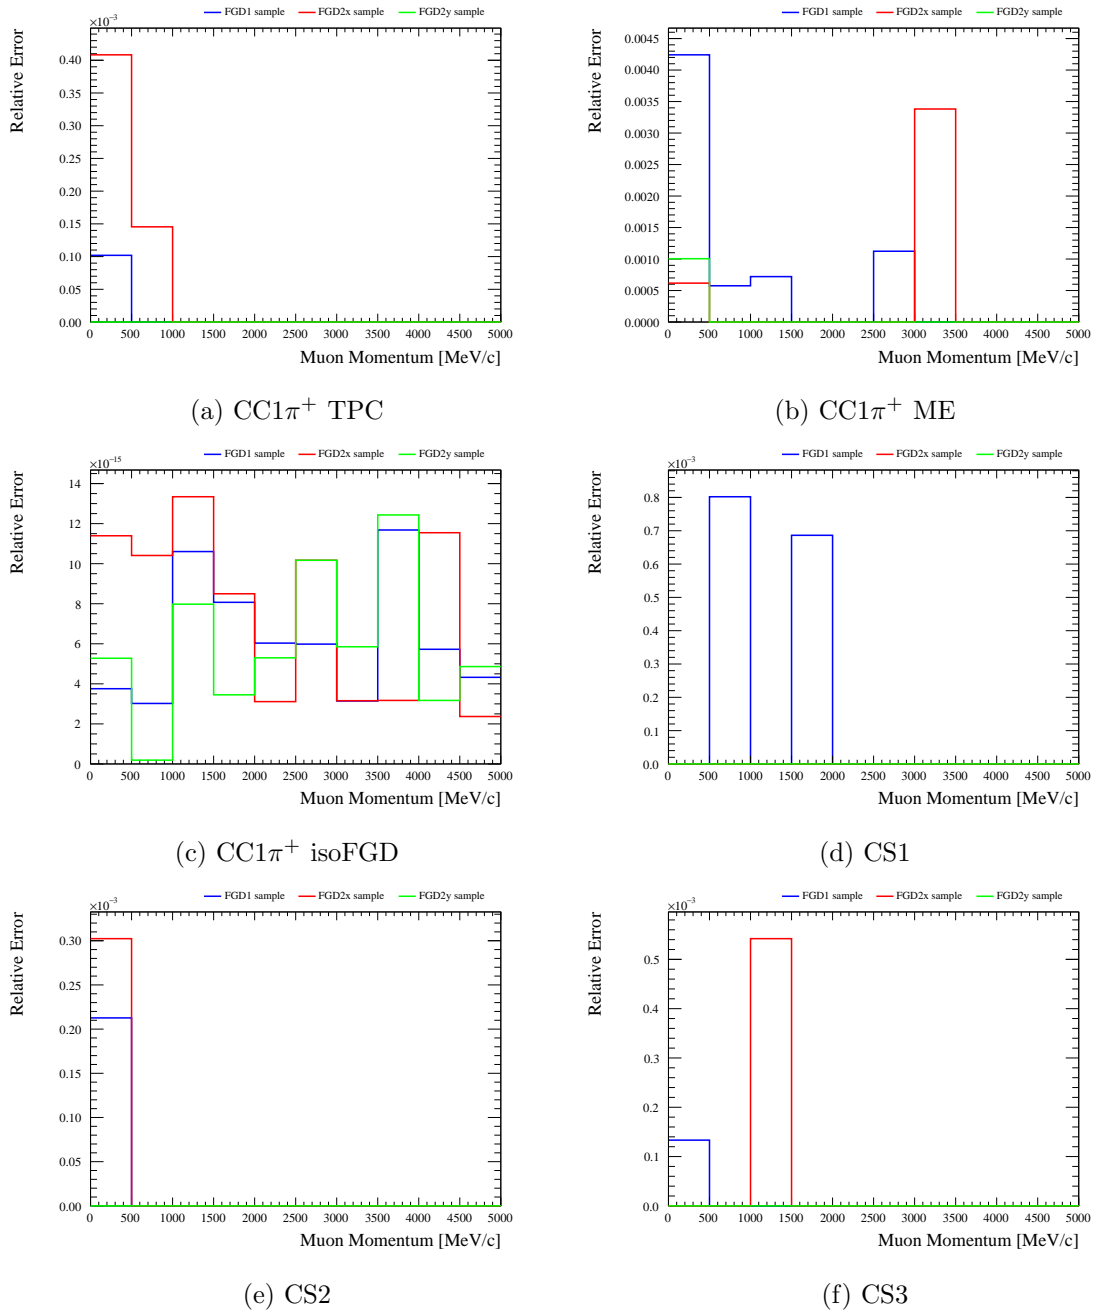 ×10⁻³ FGD1 sample FGD2x sample FGD2y sample
Relative Error
0.40
0.35
0.30
0.25
0.20
0.15
0.10
0.05
0.00
0 500 1000 1500 2000 2500 3000 3500 4000 4500 5000
Muon Momentum [MeV/c]
(a) CC1π⁺ TPC
FGD1 sample FGD2x sample FGD2y sample
Relative Error
0.0045
0.0040
0.0035
0.0030
0.0025
0.0020
0.0015
0.0010
0.0005
0.0000
0 500 1000 1500 2000 2500 3000 3500 4000 4500 5000
Muon Momentum [MeV/c]
(b) CC1π⁺ ME
×10⁻¹⁵ FGD1 sample FGD2x sample FGD2y sample
Relative Error
14
12
10
8
6
4
2
0
0 500 1000 1500 2000 2500 3000 3500 4000 4500 5000
Muon Momentum [MeV/c]
(c) CC1π⁺ isoFGD
×10⁻³ FGD1 sample FGD2x sample FGD2y sample
Relative Error
0.8
0.7
0.6
0.5
0.4
0.3
0.2
0.1
0.0
0 500 1000 1500 2000 2500 3000 3500 4000 4500 5000
Muon Momentum [MeV/c]
(d) CS1
×10⁻³ FGD1 sample FGD2x sample FGD2y sample
Relative Error
0.30
0.25
0.20
0.15
0.10
0.05
0.00
0 500 1000 1500 2000 2500 3000 3500 4000 4500 5000
Muon Momentum [MeV/c]
(e) CS2
×10⁻³ FGD1 sample FGD2x sample FGD2y sample
Relative Error
0.5
0.4
0.3
0.2
0.1
0.0
0 500 1000 1500 2000 2500 3000 3500 4000 4500 5000
Muon Momentum [MeV/c]
(f) CS3